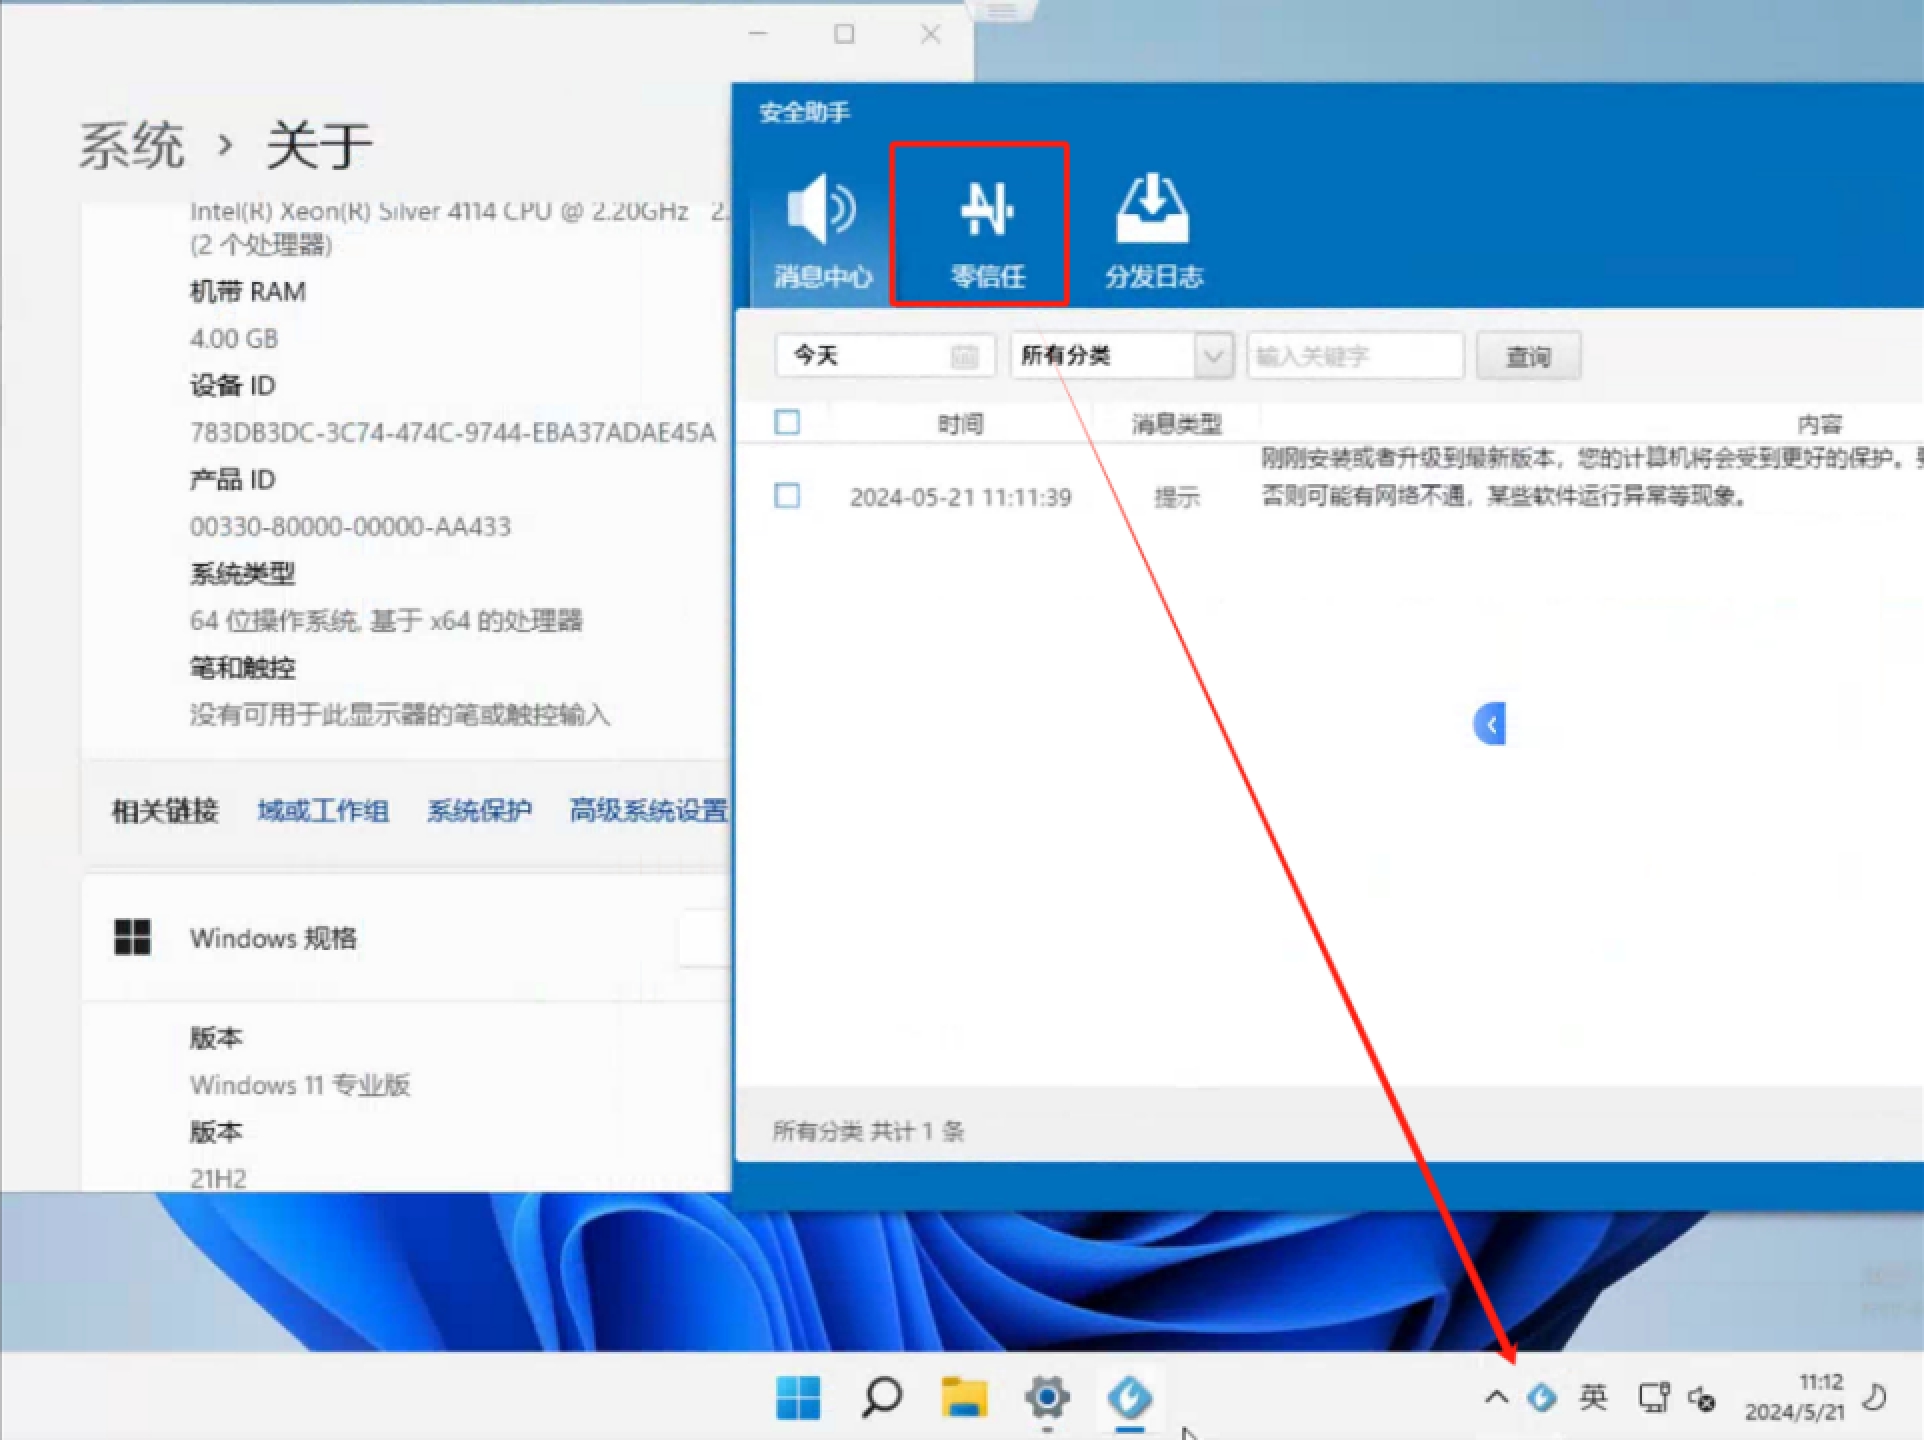 系统 › 关于
Intel(R) Xeon(R) Silver 4114 CPU @ 2.20GHz 2.
(2 个处理器)
机带 RAM
4.00 GB
设备 ID
783DB3DC-3C74-474C-9744-EBA37ADAE45A
产品 ID
00330-80000-00000-AA433
系统类型
64 位操作系统, 基于 x64 的处理器
笔和触控
没有可用于此显示器的笔或触控输入
相关链接 域或工作组 系统保护 高级系统设置
Windows 规格
版本
Windows 11 专业版
版本
21H2
安全助手
消息中心 零信任 分发日志
今天 所有分类 输入关键字 查询
时间 消息类型 内容
2024-05-21 11:11:39 提示
刚刚安装或者升级到最新版本，您的计算机将会受到更好的保护。
否则可能有网络不通，某些软件运行异常等现象。
所有分类 共计 1 条
英
11:12
2024/5/21